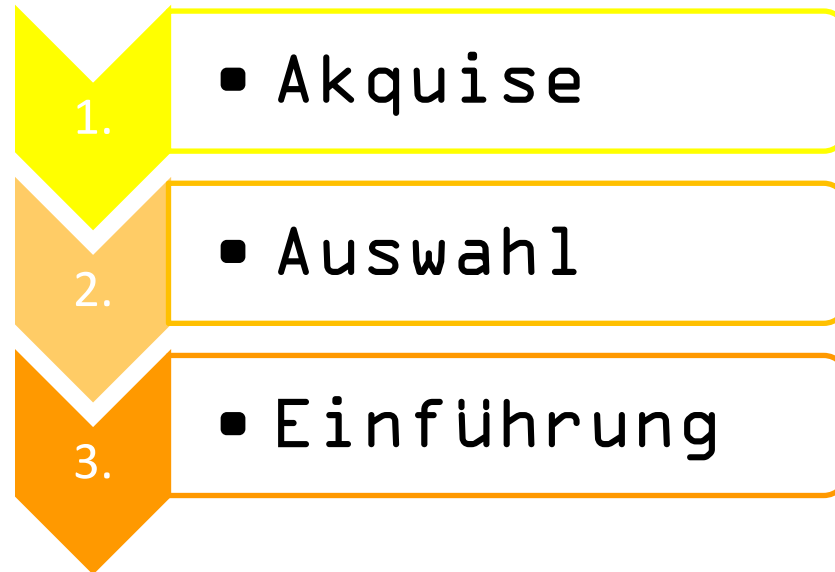 1.
▪ Akquise
2.
▪ Auswahl
3.
▪ Einführung